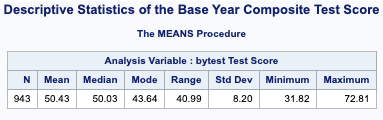 Descriptive Statistics of the Base Year Composite Test Score
The MEANS Procedure
Analysis Variable : bytest Test Score
N Mean Median Mode Range Std Dev Minimum Maximum
943 50.43 50.03 43.64 40.99 8.20 31.82 72.81